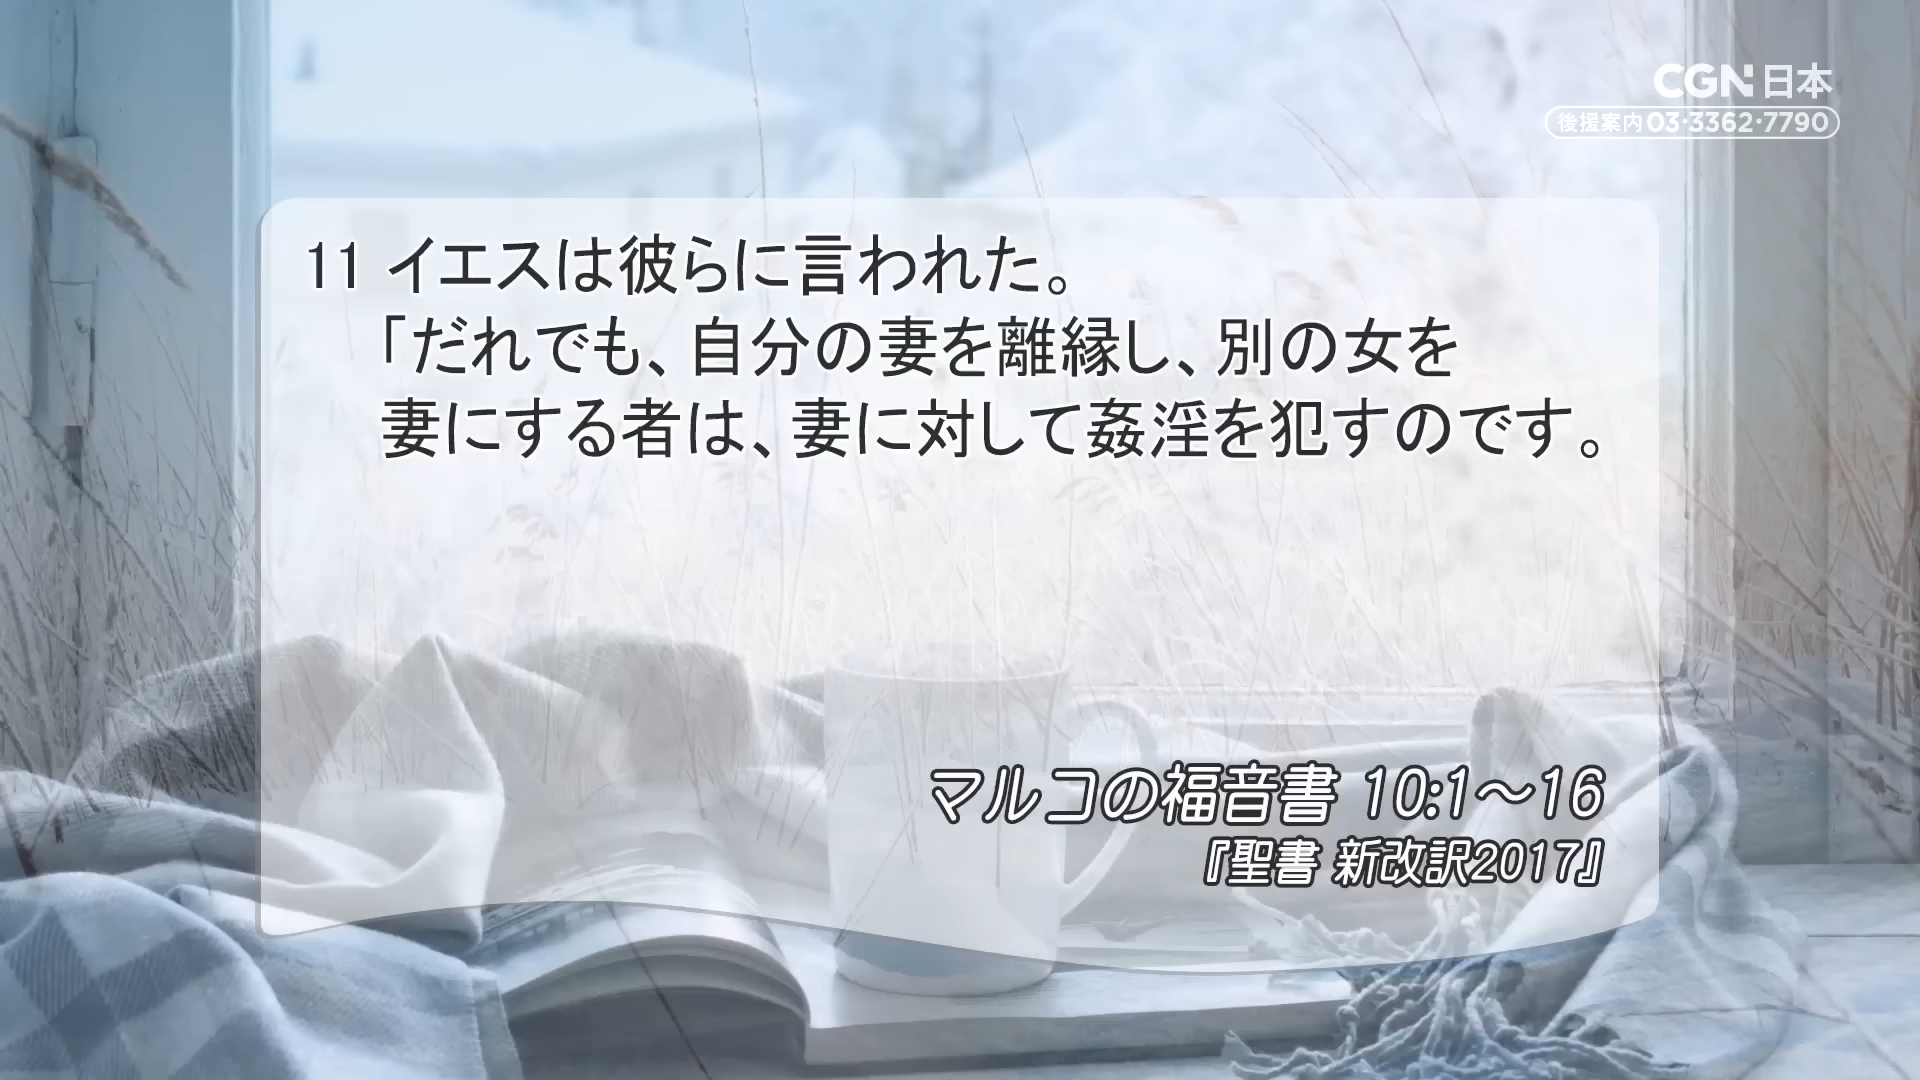 CGN 日本
後援案内 03·3362·7790
11 イエスは彼らに言われた。
「だれでも、自分の妻を離縁し、別の女を
妻にする者は、妻に対して姦淫を犯すのです。
マルコの福音書 10:1～16
『聖書 新改訳2017』